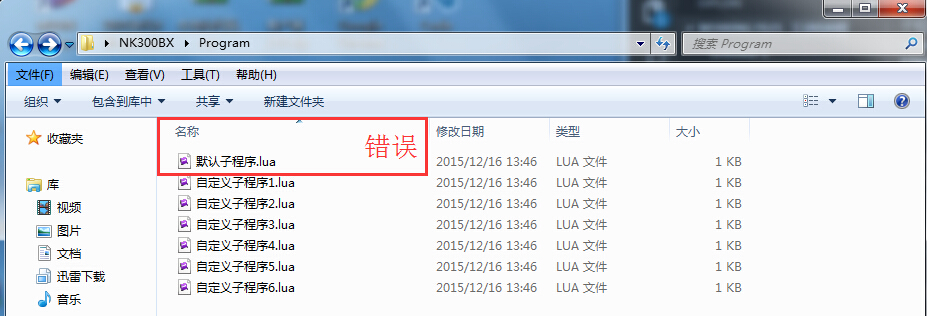 NK300BX ▸ Program
搜索 Program
文件(F) 编辑(E) 查看(V) 工具(T) 帮助(H)
组织 包含到库中 共享 新建文件夹
收藏夹
库
视频
图片
文档
迅雷下载
音乐
名称 修改日期 类型 大小
错误
默认子程序.lua 2015/12/16 13:46 LUA 文件 1 KB
自定义子程序1.lua 2015/12/16 13:46 LUA 文件 1 KB
自定义子程序2.lua 2015/12/16 13:46 LUA 文件 1 KB
自定义子程序3.lua 2015/12/16 13:46 LUA 文件 1 KB
自定义子程序4.lua 2015/12/16 13:46 LUA 文件 1 KB
自定义子程序5.lua 2015/12/16 13:46 LUA 文件 1 KB
自定义子程序6.lua 2015/12/16 13:46 LUA 文件 1 KB